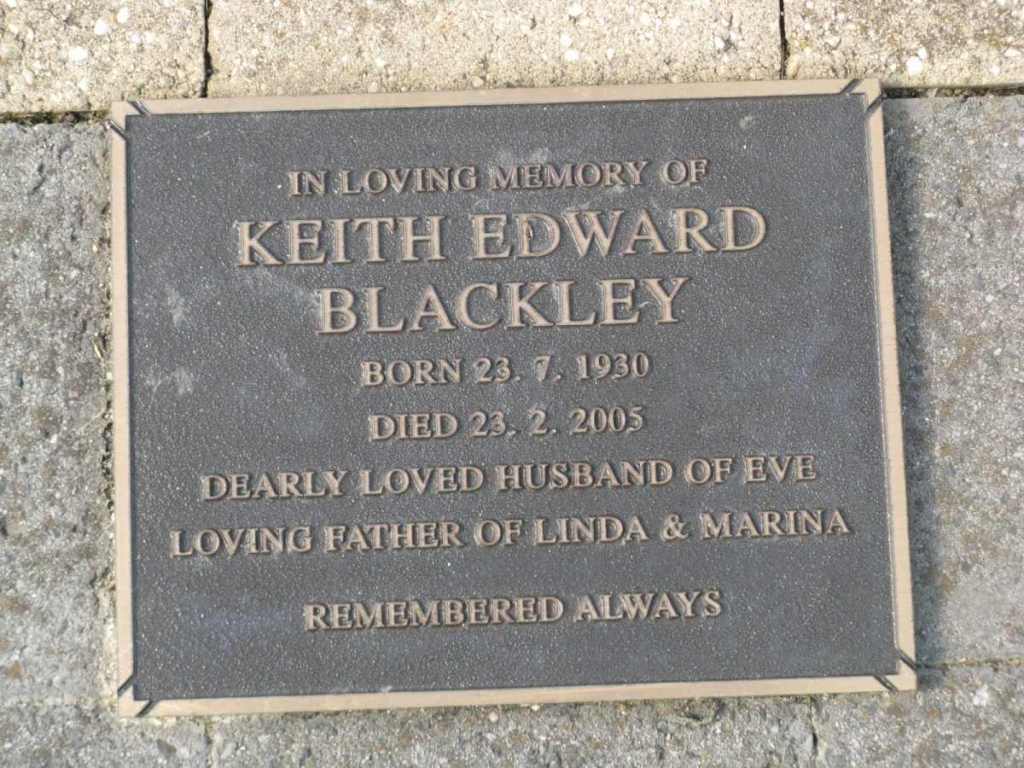 IN LOVING MEMORY OF
KEITH EDWARD
BLACKLEY
BORN 23. 7. 1930
DIED 23. 2. 2005
DEARLY LOVED HUSBAND OF EVE
LOVING FATHER OF LINDA & MARINA
REMEMBERED ALWAYS